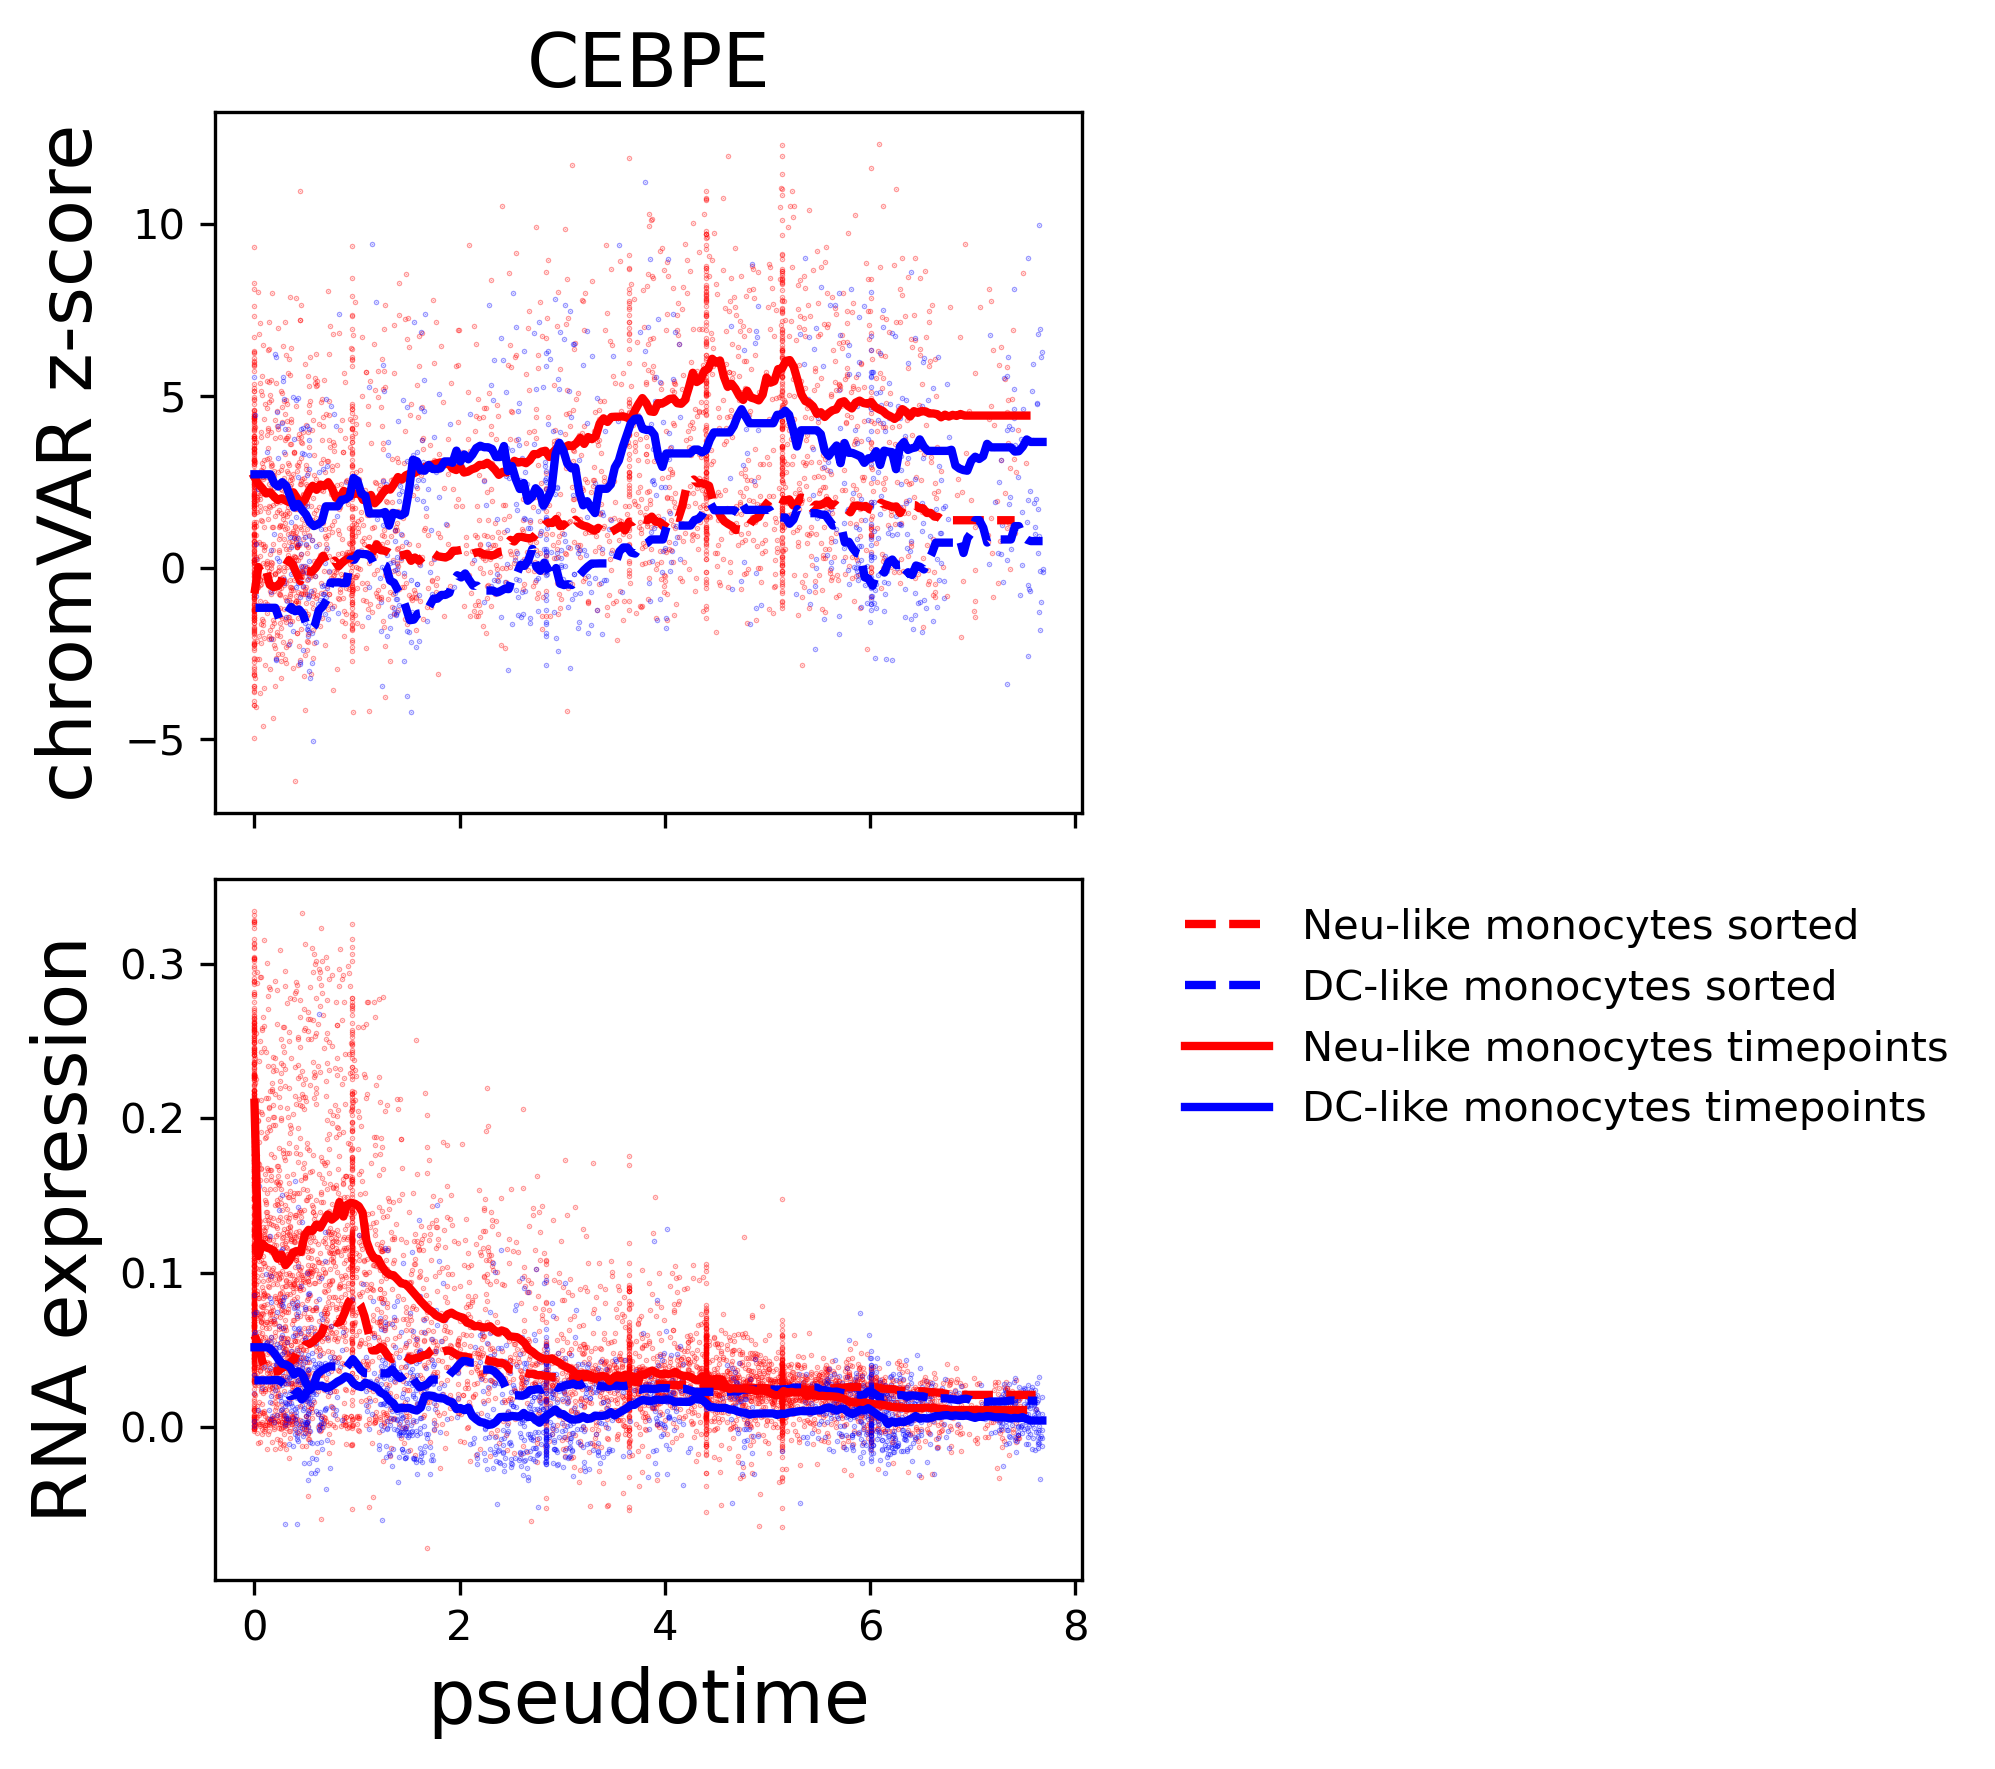 CEBPE
chromVAR z-score
10
5
0
−5
RNA expression
0.3
0.2
0.1
0.0
0 2 4 6 8
pseudotime
Neu-like monocytes sorted
DC-like monocytes sorted
Neu-like monocytes timepoints
DC-like monocytes timepoints